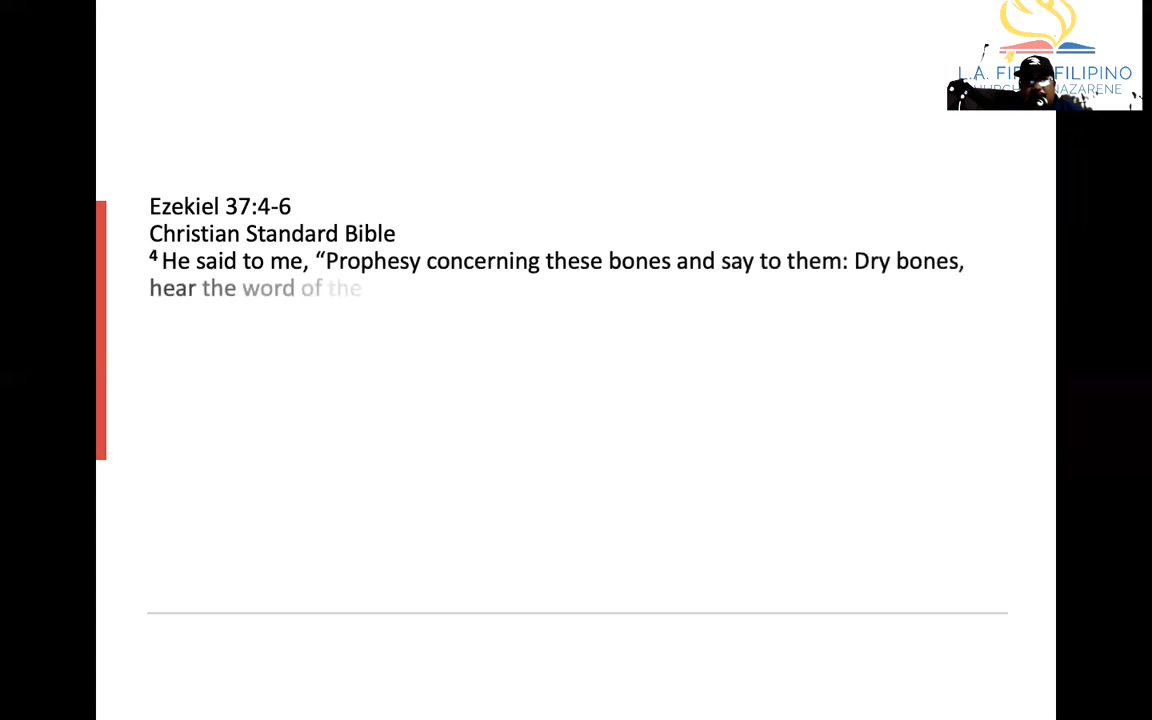 L.A. FI FILIPINO
NAZARENE
Ezekiel 37:4-6
Christian Standard Bible
4 He said to me, “Prophesy concerning these bones and say to them: Dry bones,
hear the word of the